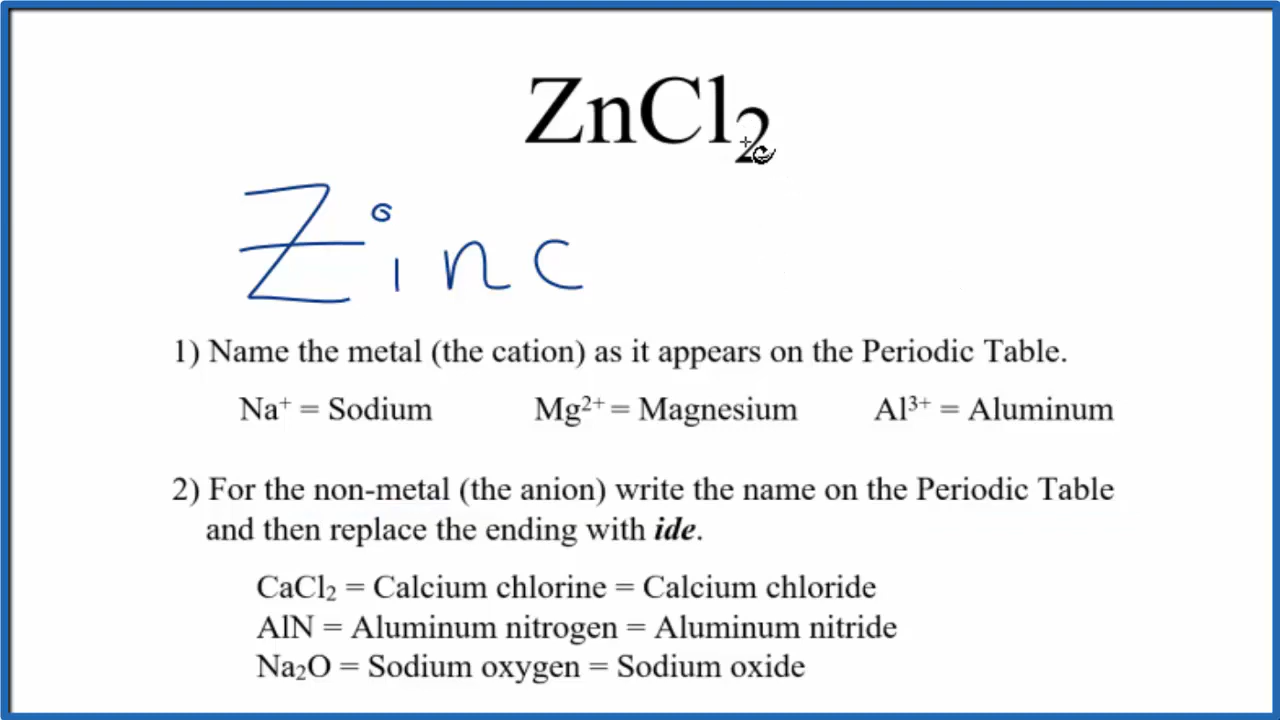 ZnCl₂
Zinc
1) Name the metal (the cation) as it appears on the Periodic Table.
Na⁺ = Sodium Mg²⁺ = Magnesium Al³⁺ = Aluminum
2) For the non-metal (the anion) write the name on the Periodic Table
and then replace the ending with ide.
CaCl₂ = Calcium chlorine = Calcium chloride
AlN = Aluminum nitrogen = Aluminum nitride
Na₂O = Sodium oxygen = Sodium oxide